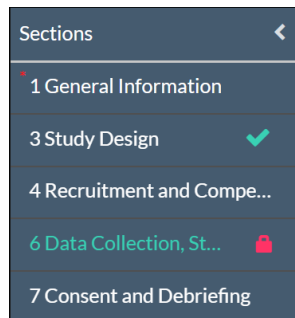 Sections
1 General Information
3 Study Design
4 Recruitment and Compe...
6 Data Collection, St...
7 Consent and Debriefing